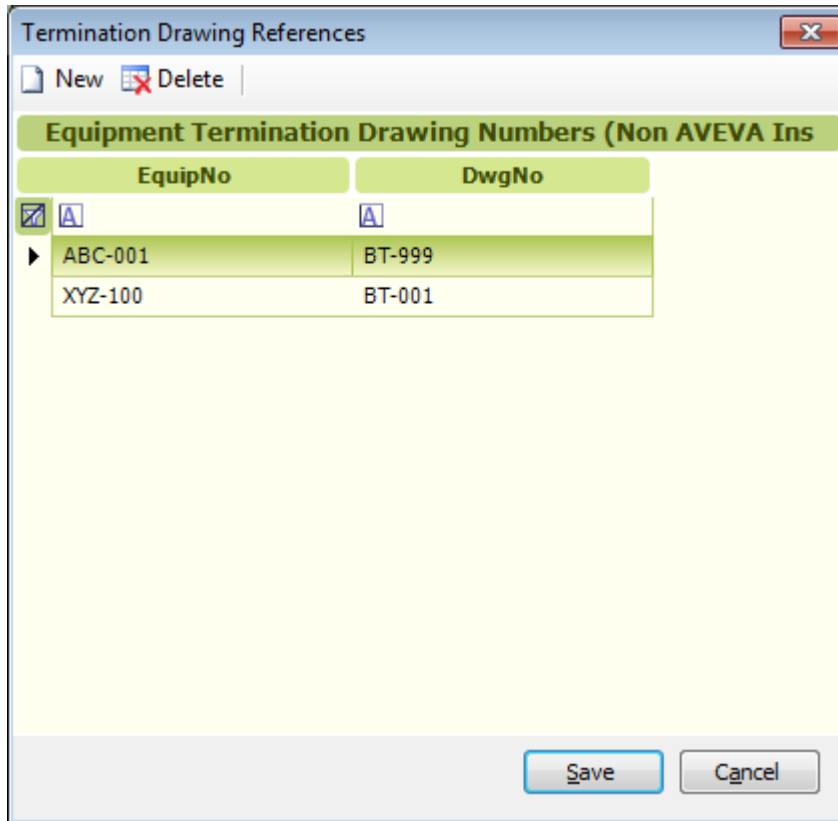 Termination Drawing References
New Delete
Equipment Termination Drawing Numbers (Non AVEVA Ins
EquipNo DwgNo
A A
ABC-001 BT-999
XYZ-100 BT-001
Save Cancel